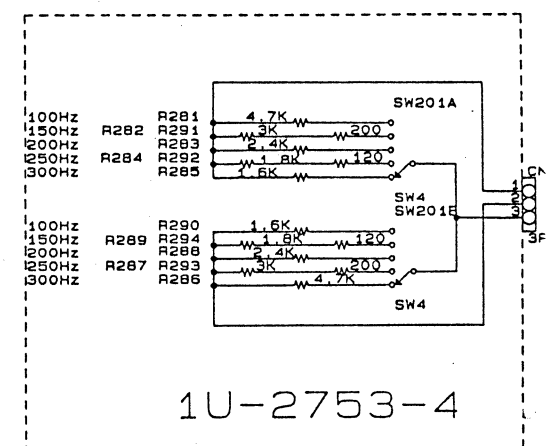 SW201A
100Hz R281 4.7K
150Hz R282 R291 3K 200
200Hz R283 2.4K
250Hz R284 R292 1.8K 120
300Hz R285 1.6K
1
2
3
CN
3P
SW4
SW201B
100Hz R290 1.6K
150Hz R289 R294 1.8K 120
200Hz R288 2.4K
250Hz R287 R293 3K 200
300Hz R286 4.7K
SW4
1U-2753-4